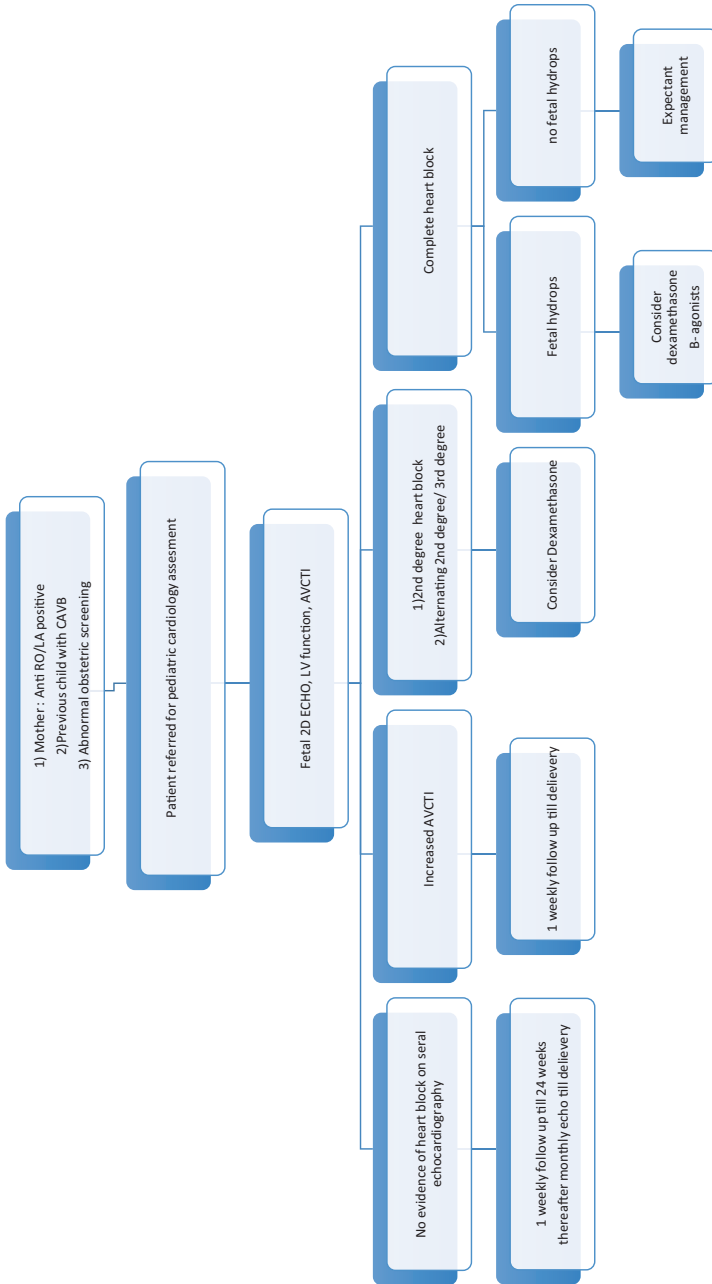 1) Mother : Anti RO/LA positive
2)Previous child with CAVB
3) Abnormal obstetric screening
Patient referred for pediatric cardiology assesment
Fetal 2D ECHO, LV function, AVCTI
No evidence of heart block on seral
echocardiography
1 weekly follow up till 24 weeks
thereafter monthly echo till delievery
Increased AVCTI
1 weekly follow up till delievery
1)2nd degree heart block
2)Alternating 2nd degree/ 3rd degree
Consider Dexamethasone
Complete heart block
Fetal hydrops
Consider
dexamethasone
B- agonists
no fetal hydrops
Expectant
management